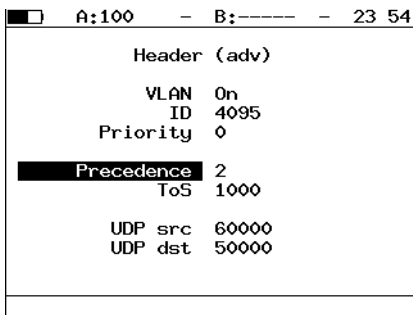 A:100 - B:----- - 23 54
Header (adv)
VLAN On
ID 4095
Priority 0
Precedence 2
ToS 1000
UDP src 60000
UDP dst 50000